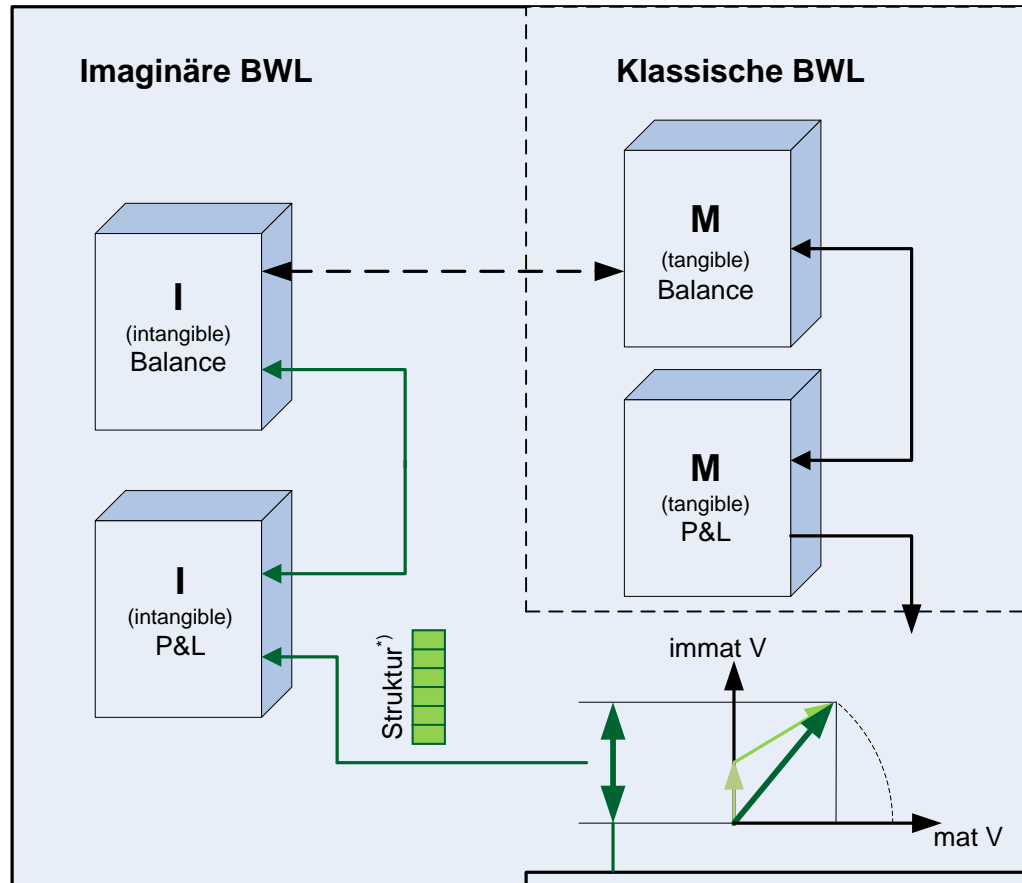 Imaginäre BWL
Klassische BWL
M
(tangible)
Balance
I
(intangible)
Balance
M
(tangible)
P&L
I
(intangible)
P&L
Struktur*)
immat V
mat V